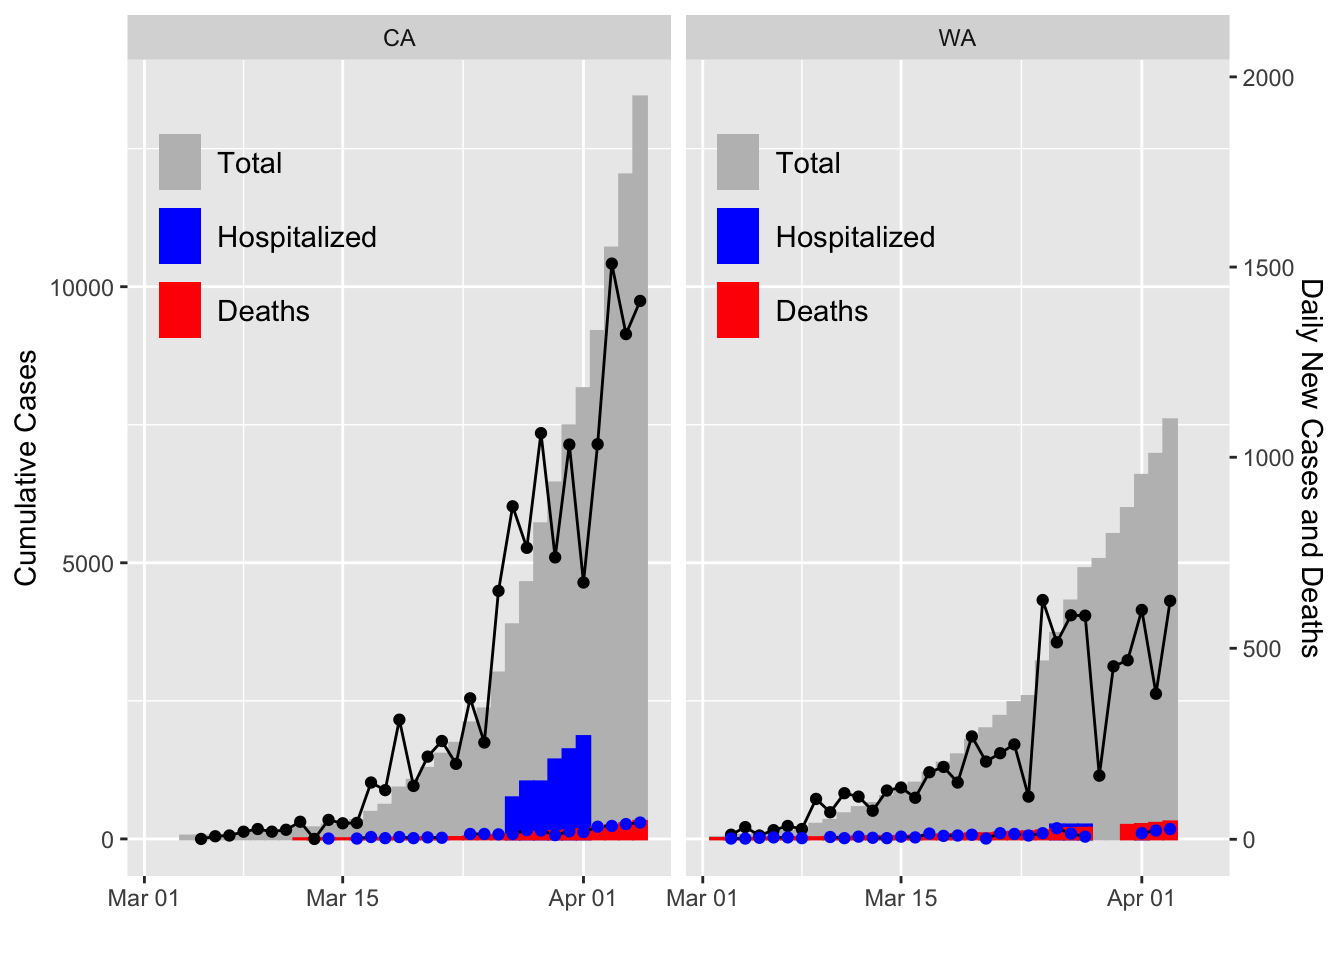 CA
WA
Total
Hospitalized
Deaths
Total
Hospitalized
Deaths
Cumulative Cases
10000
5000
0
Daily New Cases and Deaths
2000
1500
1000
500
0
Mar 01
Mar 15
Apr 01
Mar 01
Mar 15
Apr 01